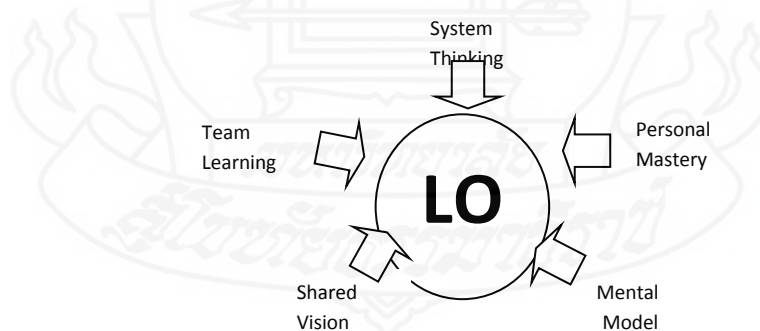 System
Thinking
Team
Learning
Personal
Mastery
LO
Shared
Vision
Mental
Model